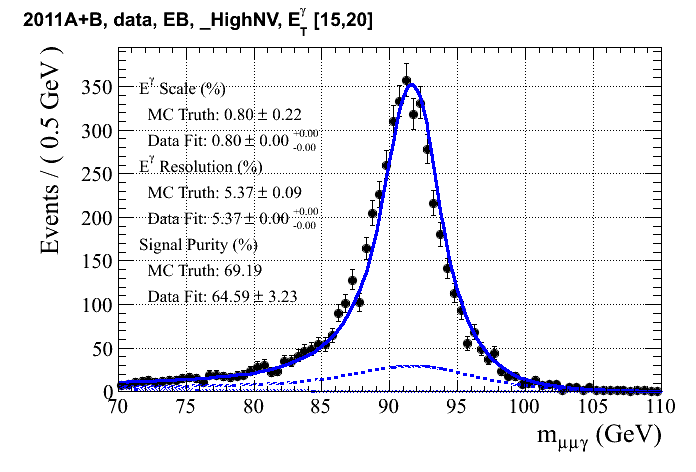 2011A+B, data, EB, _HighNV, E_T^γ [15,20]
Events / ( 0.5 GeV )
350
300
250
200
150
100
50
0
E^γ Scale (%)
MC Truth: 0.80 ± 0.22
Data Fit: 0.80 ± 0.00 +0.00 -0.00
E^γ Resolution (%)
MC Truth: 5.37 ± 0.09
Data Fit: 5.37 ± 0.00 +0.00 -0.00
Signal Purity (%)
MC Truth: 69.19
Data Fit: 64.59 ± 3.23
70 75 80 85 90 95 100 105 110
m_μμγ (GeV)